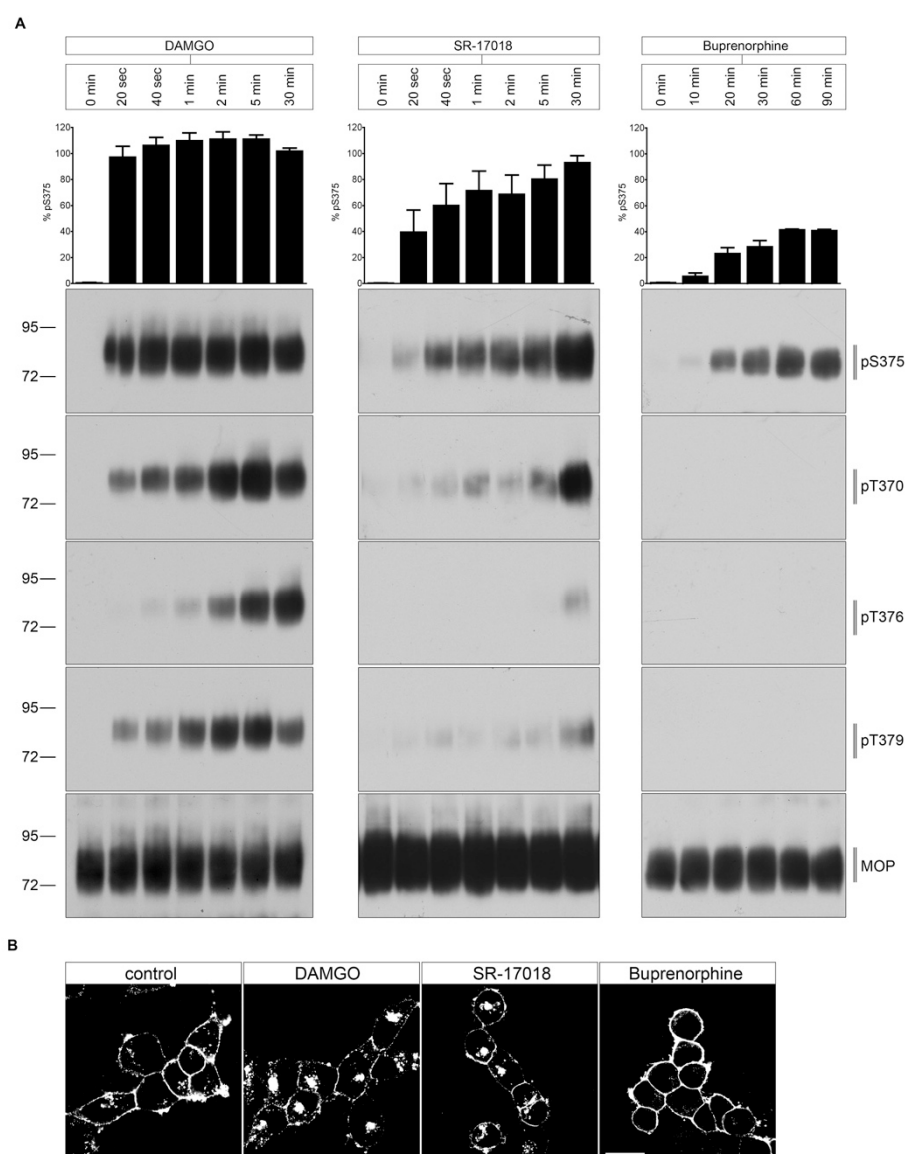 A
DAMGO
SR-17018
Buprenorphine
0 min
20 sec
40 sec
1 min
2 min
5 min
30 min
0 min
20 sec
40 sec
1 min
2 min
5 min
30 min
0 min
10 min
20 min
30 min
60 min
90 min
% pS375
120
100
80
60
40
20
0
% pS375
120
100
80
60
40
20
0
% pS375
120
100
80
60
40
20
0
95
72
pS375
95
72
pT370
95
72
pT376
95
72
pT379
95
72
MOP
B
control
DAMGO
SR-17018
Buprenorphine